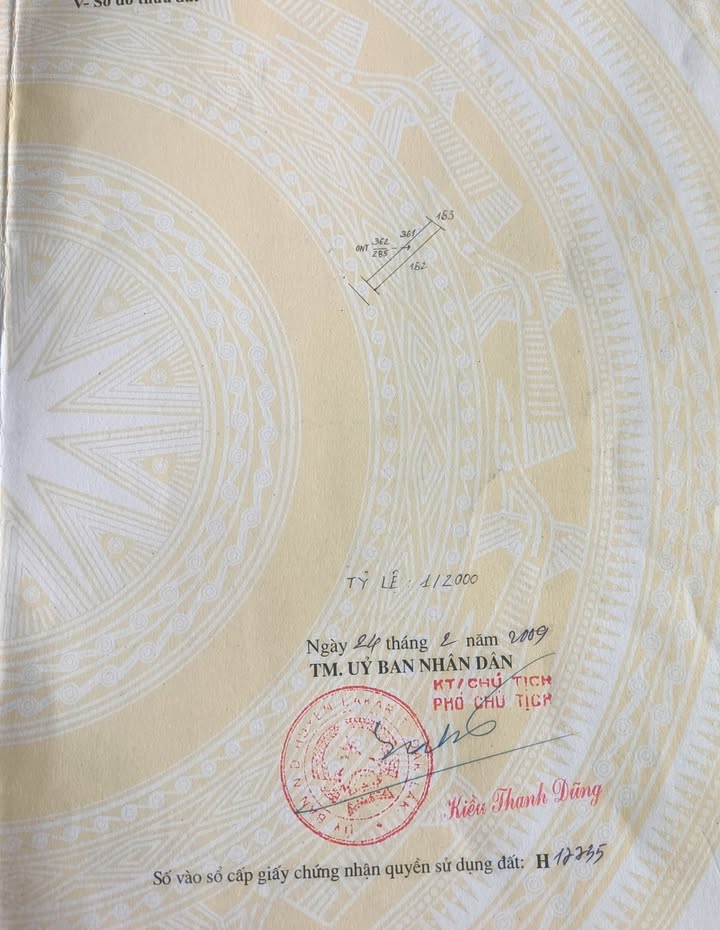 V- Sơ đồ thửa đất
153
361
ONT 362
285
152
TỶ LỆ : 1/2000
Ngày 24 tháng 2 năm 2009
TM. UỶ BAN NHÂN DÂN
KT/CHỦ TỊCH
PHÓ CHỦ TỊCH
Kiều Thanh Dũng
Số vào sổ cấp giấy chứng nhận quyền sử dụng đất: H